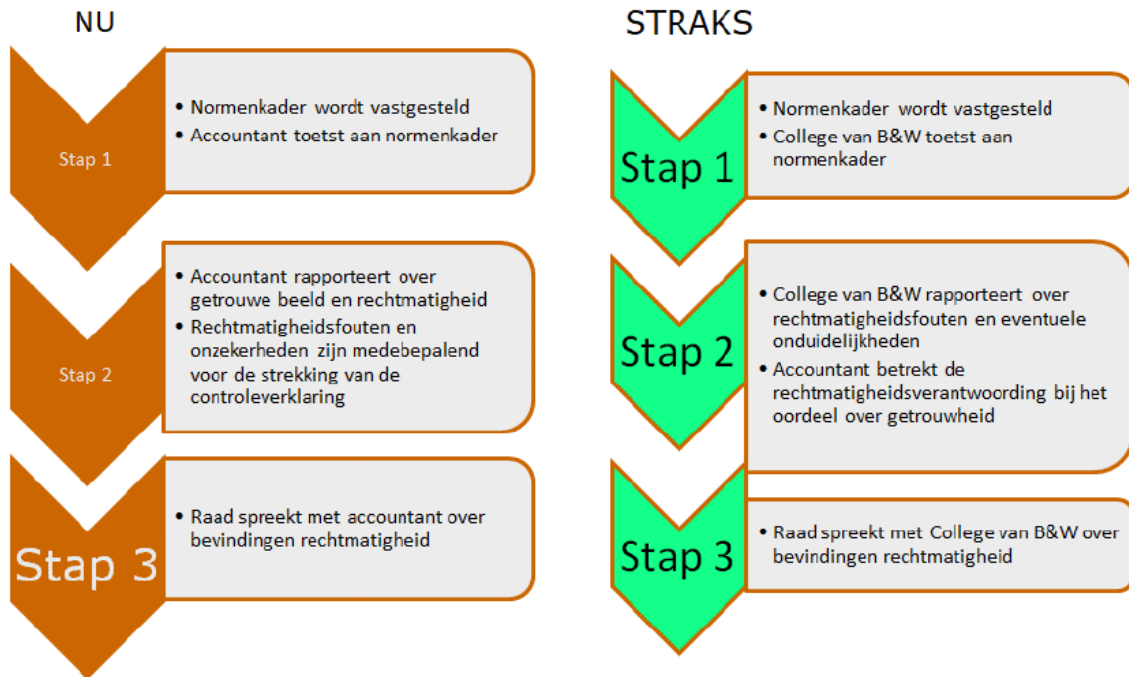 NU
Stap 1
• Normenkader wordt vastgesteld
• Accountant toetst aan normenkader
Stap 2
• Accountant rapporteert over
getrouwe beeld en rechtmatigheid
• Rechtmatigheidsfouten en
onzekerheden zijn medebepalend
voor de strekking van de
controleverklaring
Stap 3
• Raad spreekt met accountant over
bevindingen rechtmatigheid
STRAKS
Stap 1
• Normenkader wordt vastgesteld
• College van B&W toetst aan
normenkader
Stap 2
• College van B&W rapporteert over
rechtmatigheidsfouten en eventuele
onduidelijkheden
• Accountant betrekt de
rechtmatigheidsverantwoording bij het
oordeel over getrouwheid
Stap 3
• Raad spreekt met College van B&W over
bevindingen rechtmatigheid